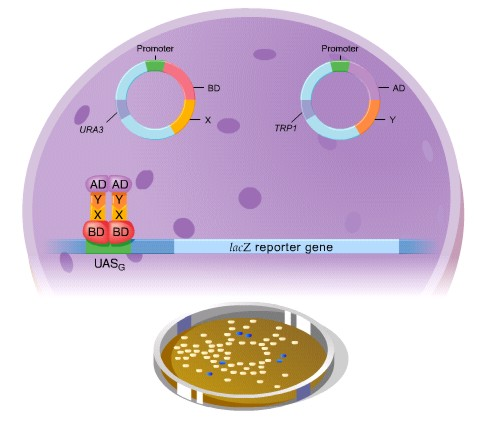 Promoter
BD
X
URA3
Promoter
AD
Y
TRP1
AD AD
Y Y
X X
BD BD
UASG
lacZ reporter gene